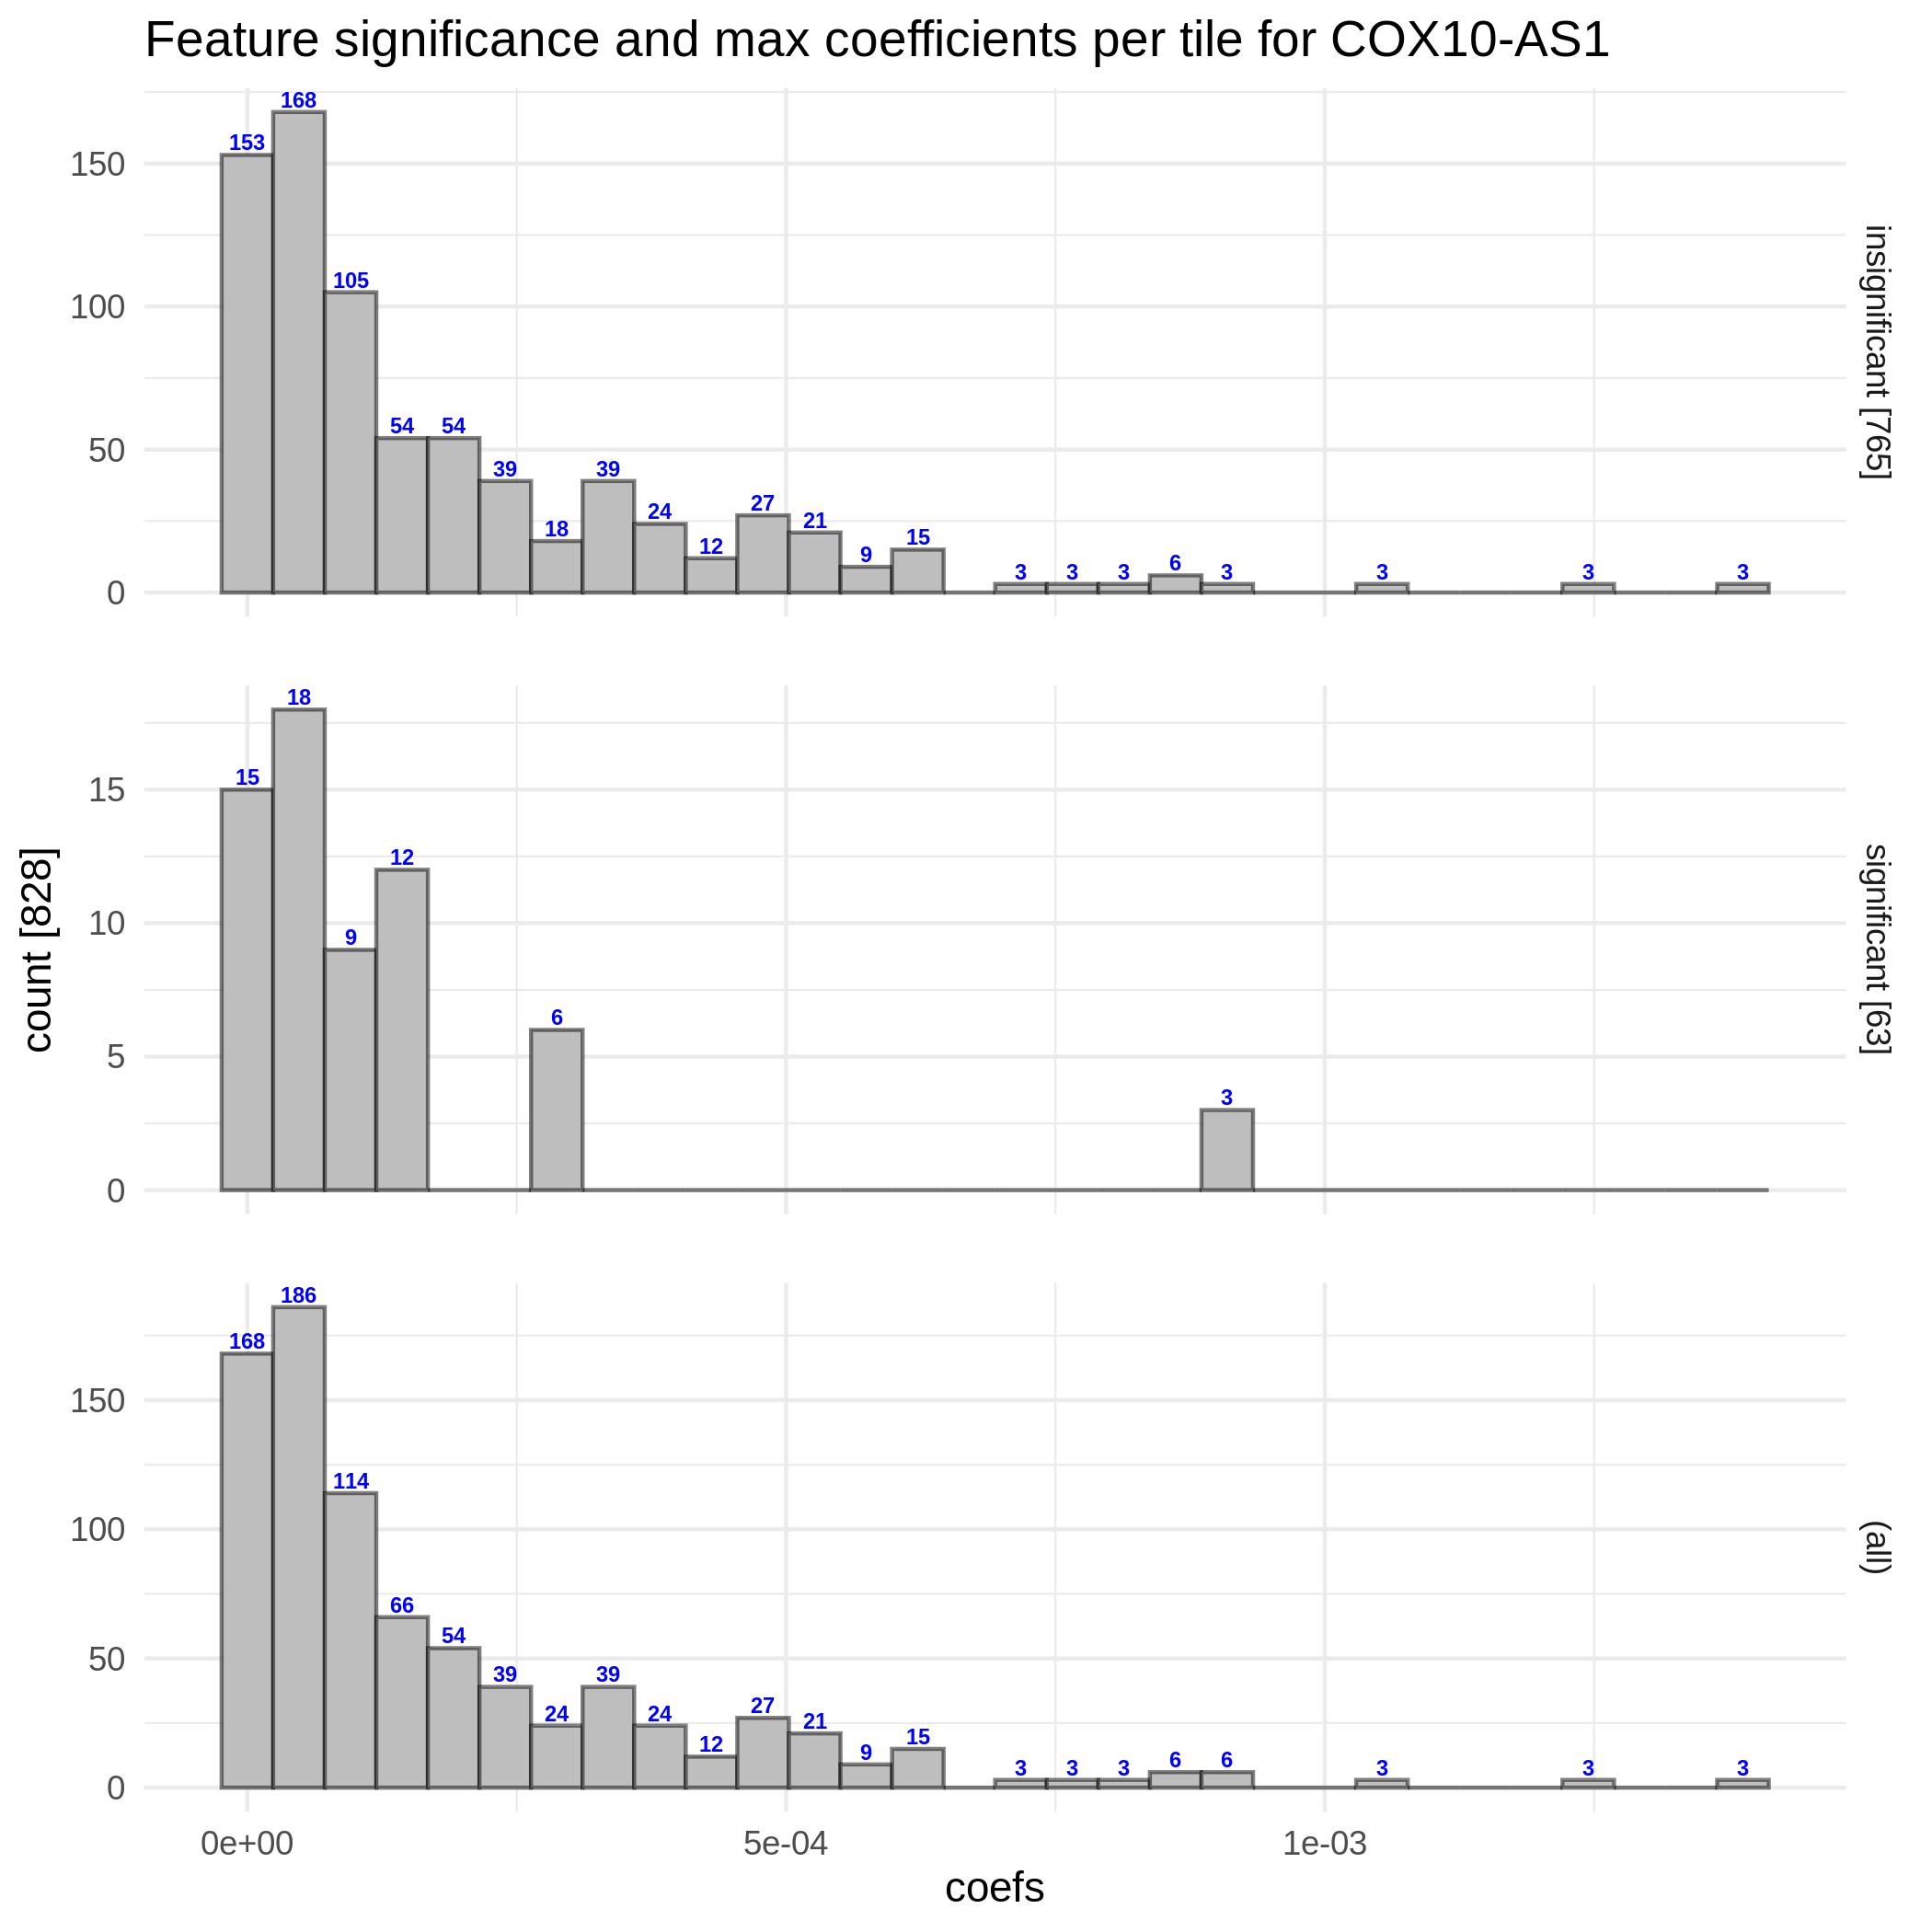 Feature significance and max coefficients per tile for COX10-AS1
168
153
150
105
100
54 54
50
39 39
18 24 12 27 21 9 15
3 3 3 6 3 3 3 3
0
insignificant [765]
18
15
15
12
10
9
6
5
3
0
significant [63]
count [828]
186
168
150
114
100
66
54
50
39 24 39 24 12 27 21 9 15
3 3 3 6 6 3 3 3
0
(all)
0e+00 5e-04 1e-03
coefs